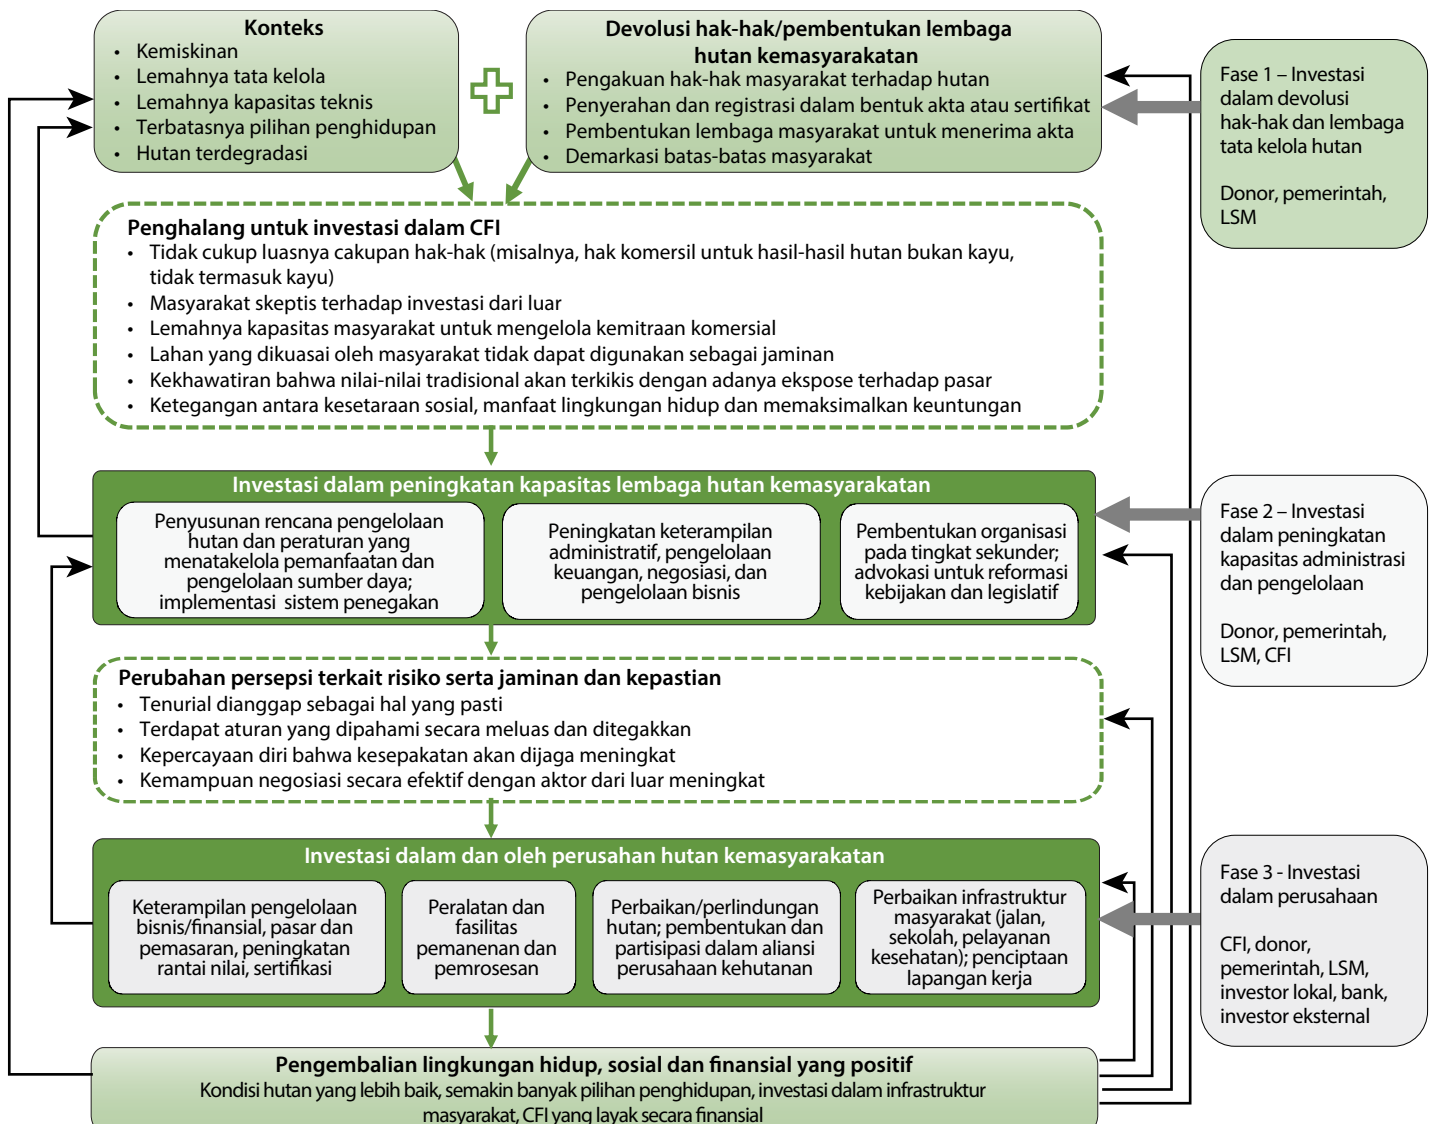 Konteks
• Kemiskinan
• Lemahnya tata kelola
• Lemahnya kapasitas teknis
• Terbatasnya pilihan penghidupan
• Hutan terdegradasi
Devolusi hak-hak/pembentukan lembaga
hutan kemasyarakatan
• Pengakuan hak-hak masyarakat terhadap hutan
• Penyerahan dan registrasi dalam bentuk akta atau sertifikat
• Pembentukan lembaga masyarakat untuk menerima akta
• Demarkasi batas-batas masyarakat
Fase 1 – Investasi
dalam devolusi
hak-hak dan lembaga
tata kelola hutan
Donor, pemerintah,
LSM
Penghalang untuk investasi dalam CFI
• Tidak cukup luasnya cakupan hak-hak (misalnya, hak komersil untuk hasil-hasil hutan bukan kayu,
tidak termasuk kayu)
• Masyarakat skeptis terhadap investasi dari luar
• Lemahnya kapasitas masyarakat untuk mengelola kemitraan komersial
• Lahan yang dikuasai oleh masyarakat tidak dapat digunakan sebagai jaminan
• Kekhawatiran bahwa nilai-nilai tradisional akan terkikis dengan adanya ekspose terhadap pasar
• Ketegangan antara kesetaraan sosial, manfaat lingkungan hidup dan memaksimalkan keuntungan
Investasi dalam peningkatan kapasitas lembaga hutan kemasyarakatan
Penyusunan rencana pengelolaan
hutan dan peraturan yang
menatakelola pemanfaatan dan
pengelolaan sumber daya;
implementasi sistem penegakan
Peningkatan keterampilan
administratif, pengelolaan
keuangan, negosiasi, dan
pengelolaan bisnis
Pembentukan organisasi
pada tingkat sekunder;
advokasi untuk reformasi
kebijakan dan legislatif
Fase 2 – Investasi
dalam peningkatan
kapasitas administrasi
dan pengelolaan
Donor, pemerintah,
LSM, CFI
Perubahan persepsi terkait risiko serta jaminan dan kepastian
• Tenurial dianggap sebagai hal yang pasti
• Terdapat aturan yang dipahami secara meluas dan ditegakkan
• Kepercayaan diri bahwa kesepakatan akan dijaga meningkat
• Kemampuan negosiasi secara efektif dengan aktor dari luar meningkat
Investasi dalam dan oleh perusahan hutan kemasyarakatan
Keterampilan pengelolaan
bisnis/finansial, pasar dan
pemasaran, peningkatan
rantai nilai, sertifikasi
Peralatan dan
fasilitas
pemanenan dan
pemrosesan
Perbaikan/perlindungan
hutan; pembentukan dan
partisipasi dalam aliansi
perusahaan kehutanan
Perbaikan infrastruktur
masyarakat (jalan,
sekolah, pelayanan
kesehatan); penciptaan
lapangan kerja
Fase 3 - Investasi
dalam perusahaan
CFI, donor,
pemerintah, LSM,
investor lokal, bank,
investor eksternal
Pengembalian lingkungan hidup, sosial dan finansial yang positif
Kondisi hutan yang lebih baik, semakin banyak pilihan penghidupan, investasi dalam infrastruktur
masyarakat, CFI yang layak secara finansial